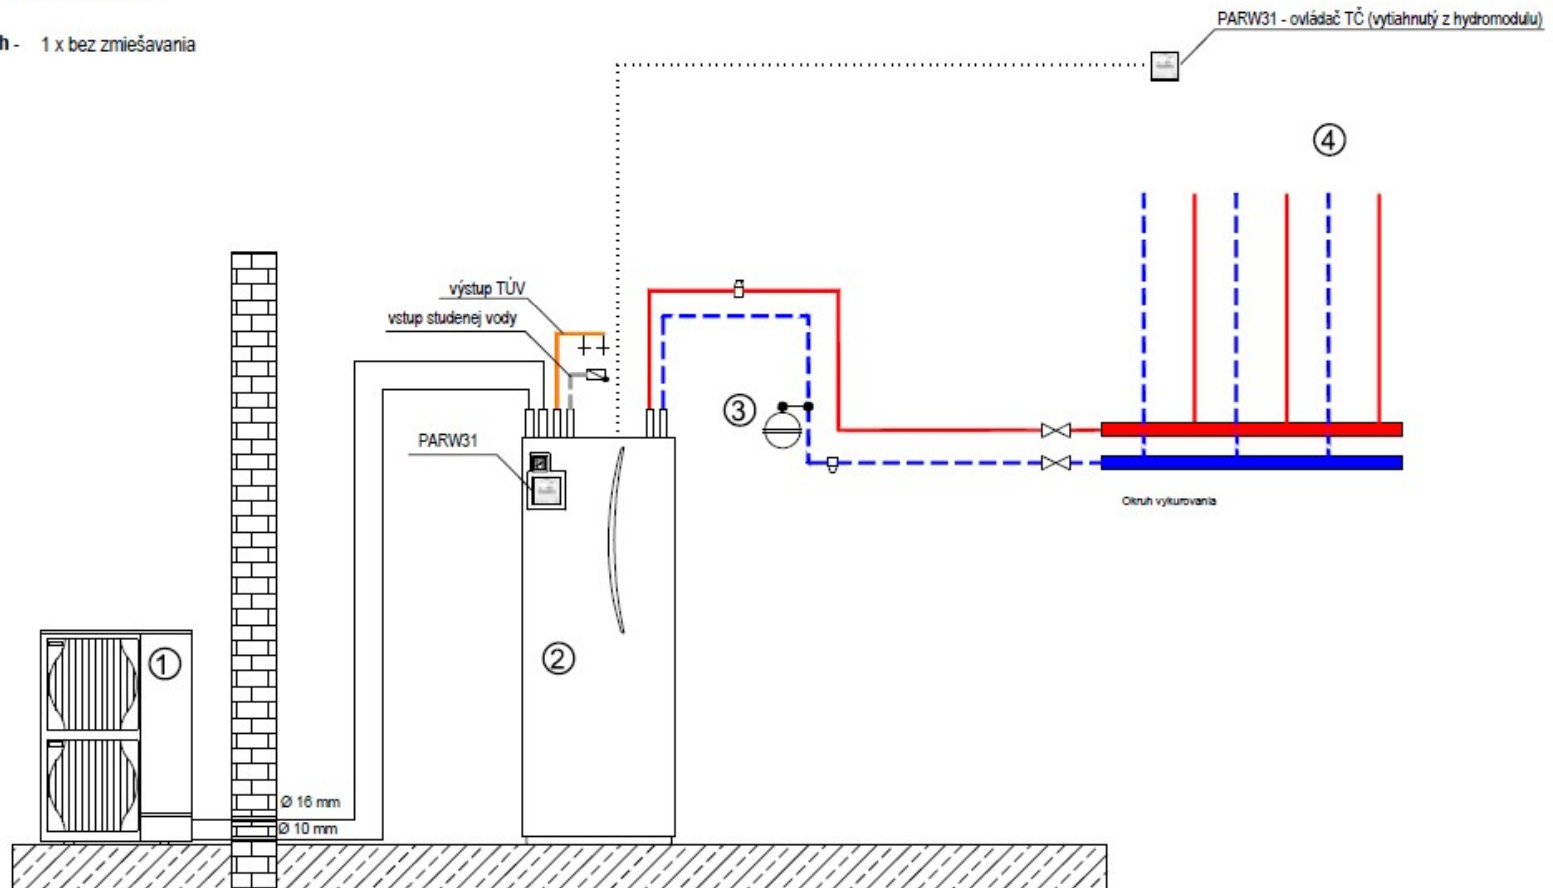 PARW31 - ovládač TČ (vytiahnutý z hydromodulu)
h - 1 x bez zmiešavania
4
výstup TÚV
vstup studenej vody
3
PARW31
Okruh vykurovania
1
2
Ø 16 mm
Ø 10 mm